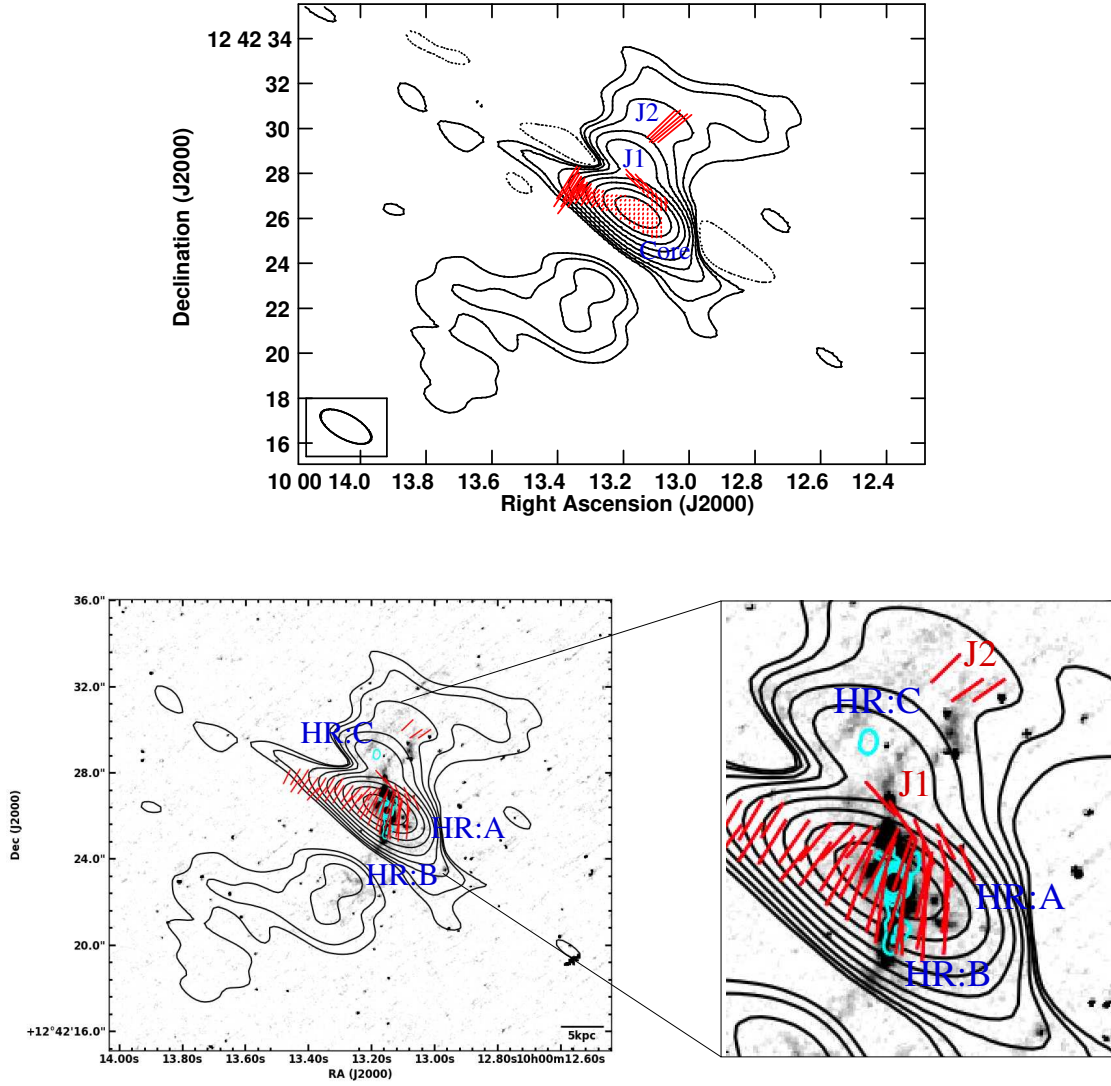 12 42 34
32
30
28
26
24
22
20
18
16
Declination (J2000)
J2
J1
Core
10 00 14.0 13.8 13.6 13.4 13.2 13.0 12.8 12.6 12.4
Right Ascension (J2000)
36.0"
32.0"
28.0"
24.0"
20.0"
+12°42'16.0"
Dec (J2000)
HR:C
HR:A
HR:B
5kpc
14.00s 13.80s 13.60s 13.40s 13.20s 13.00s 12.80s10h00m12.60s
RA (J2000)
J2
HR:C
J1
HR:A
HR:B